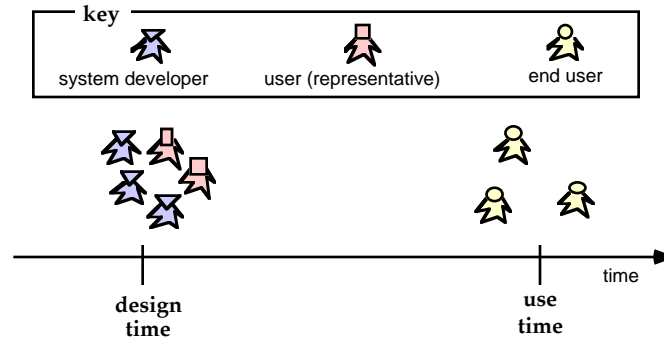 key
system developer
user (representative)
end user
time
design
time
use
time